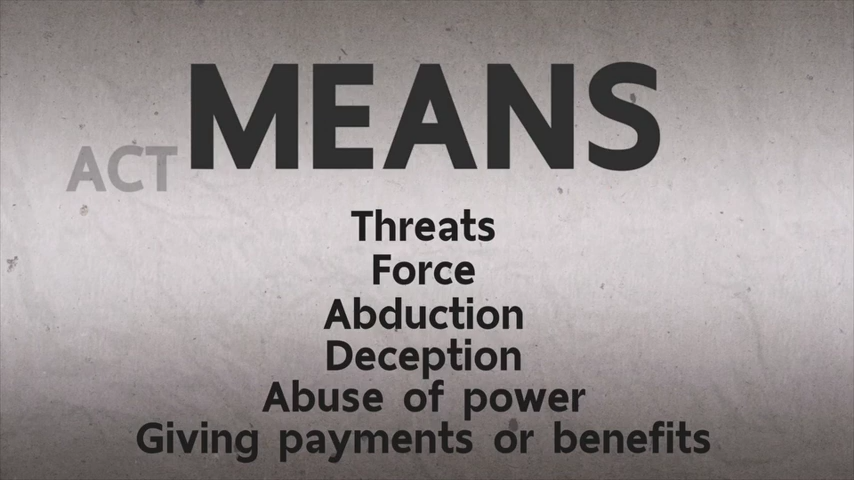 MEANS
ACT
Threats
Force
Abduction
Deception
Abuse of power
Giving payments or benefits